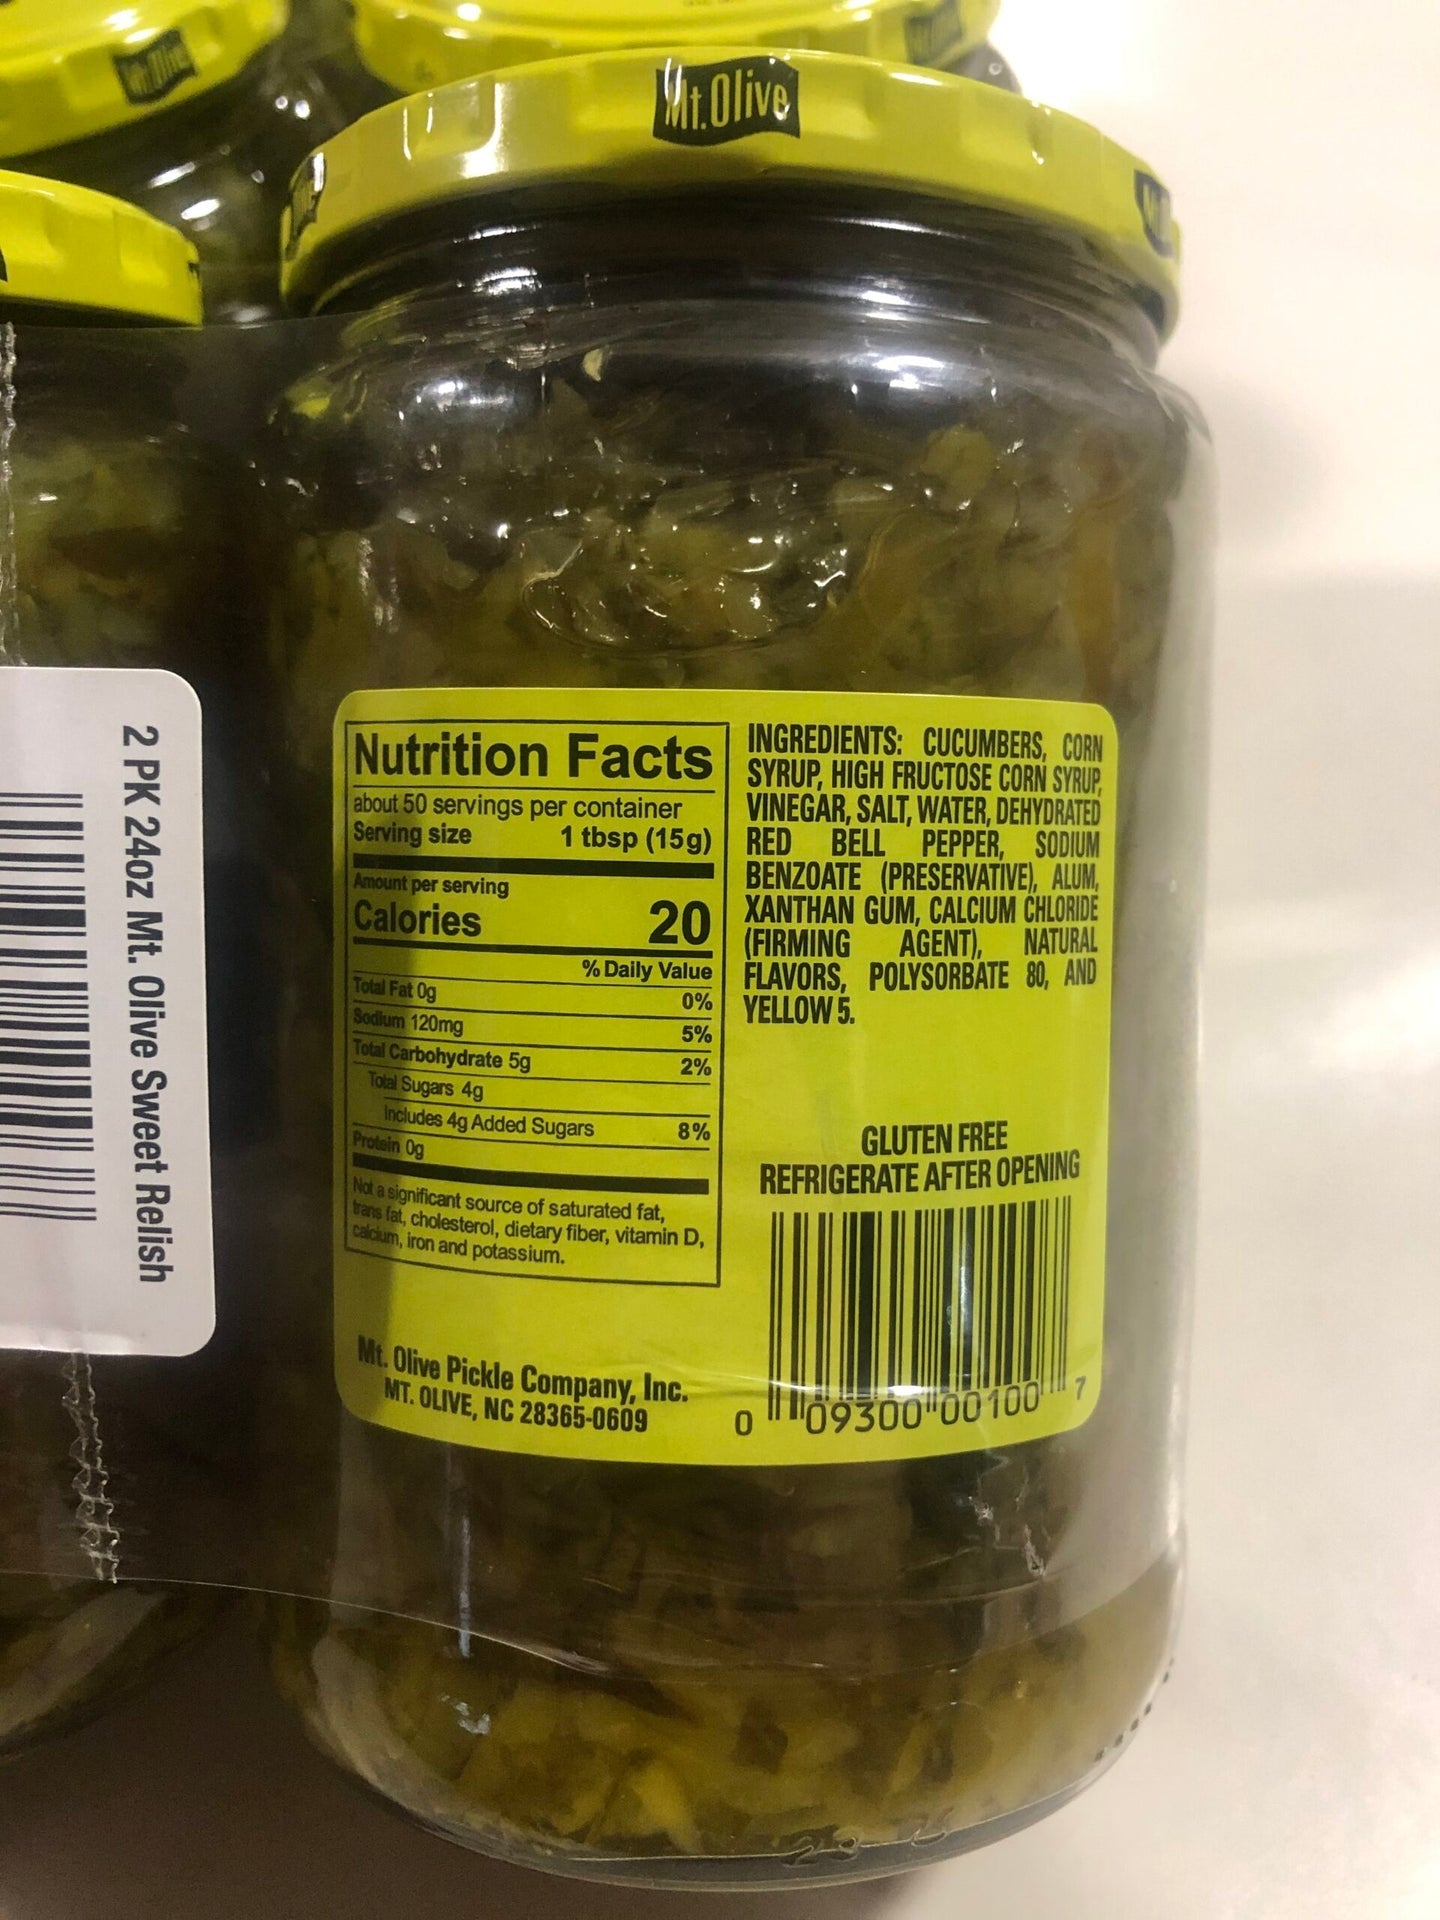 Mt. Olive
Mt. Olive
2 PK 24oz Mt. Olive Sweet Relish
Nutrition Facts
about 50 servings per container
Serving size 1 tbsp (15g)
Amount per serving
Calories 20
% Daily Value
Total Fat 0g 0%
Sodium 120mg 5%
Total Carbohydrate 5g 2%
Total Sugars 4g
Includes 4g Added Sugars 8%
Protein 0g
Not a significant source of saturated fat,
trans fat, cholesterol, dietary fiber, vitamin D,
calcium, iron and potassium.
Mt. Olive Pickle Company, Inc.
MT. OLIVE, NC 28365-0609
INGREDIENTS: CUCUMBERS, CORN
SYRUP, HIGH FRUCTOSE CORN SYRUP,
VINEGAR, SALT, WATER, DEHYDRATED
RED BELL PEPPER, SODIUM
BENZOATE (PRESERVATIVE), ALUM,
XANTHAN GUM, CALCIUM CHLORIDE
(FIRMING AGENT), NATURAL
FLAVORS, POLYSORBATE 80, AND
YELLOW 5.
GLUTEN FREE
REFRIGERATE AFTER OPENING
0 09300 00100 7